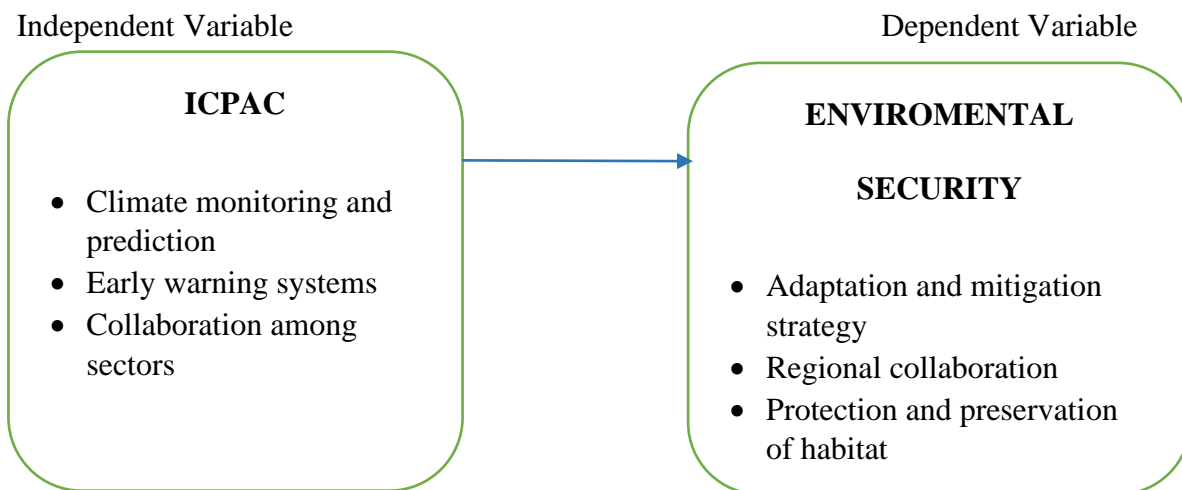 Independent Variable
Dependent Variable
ICPAC
• Climate monitoring and
prediction
• Early warning systems
• Collaboration among
sectors
ENVIROMENTAL
SECURITY
• Adaptation and mitigation
strategy
• Regional collaboration
• Protection and preservation
of habitat